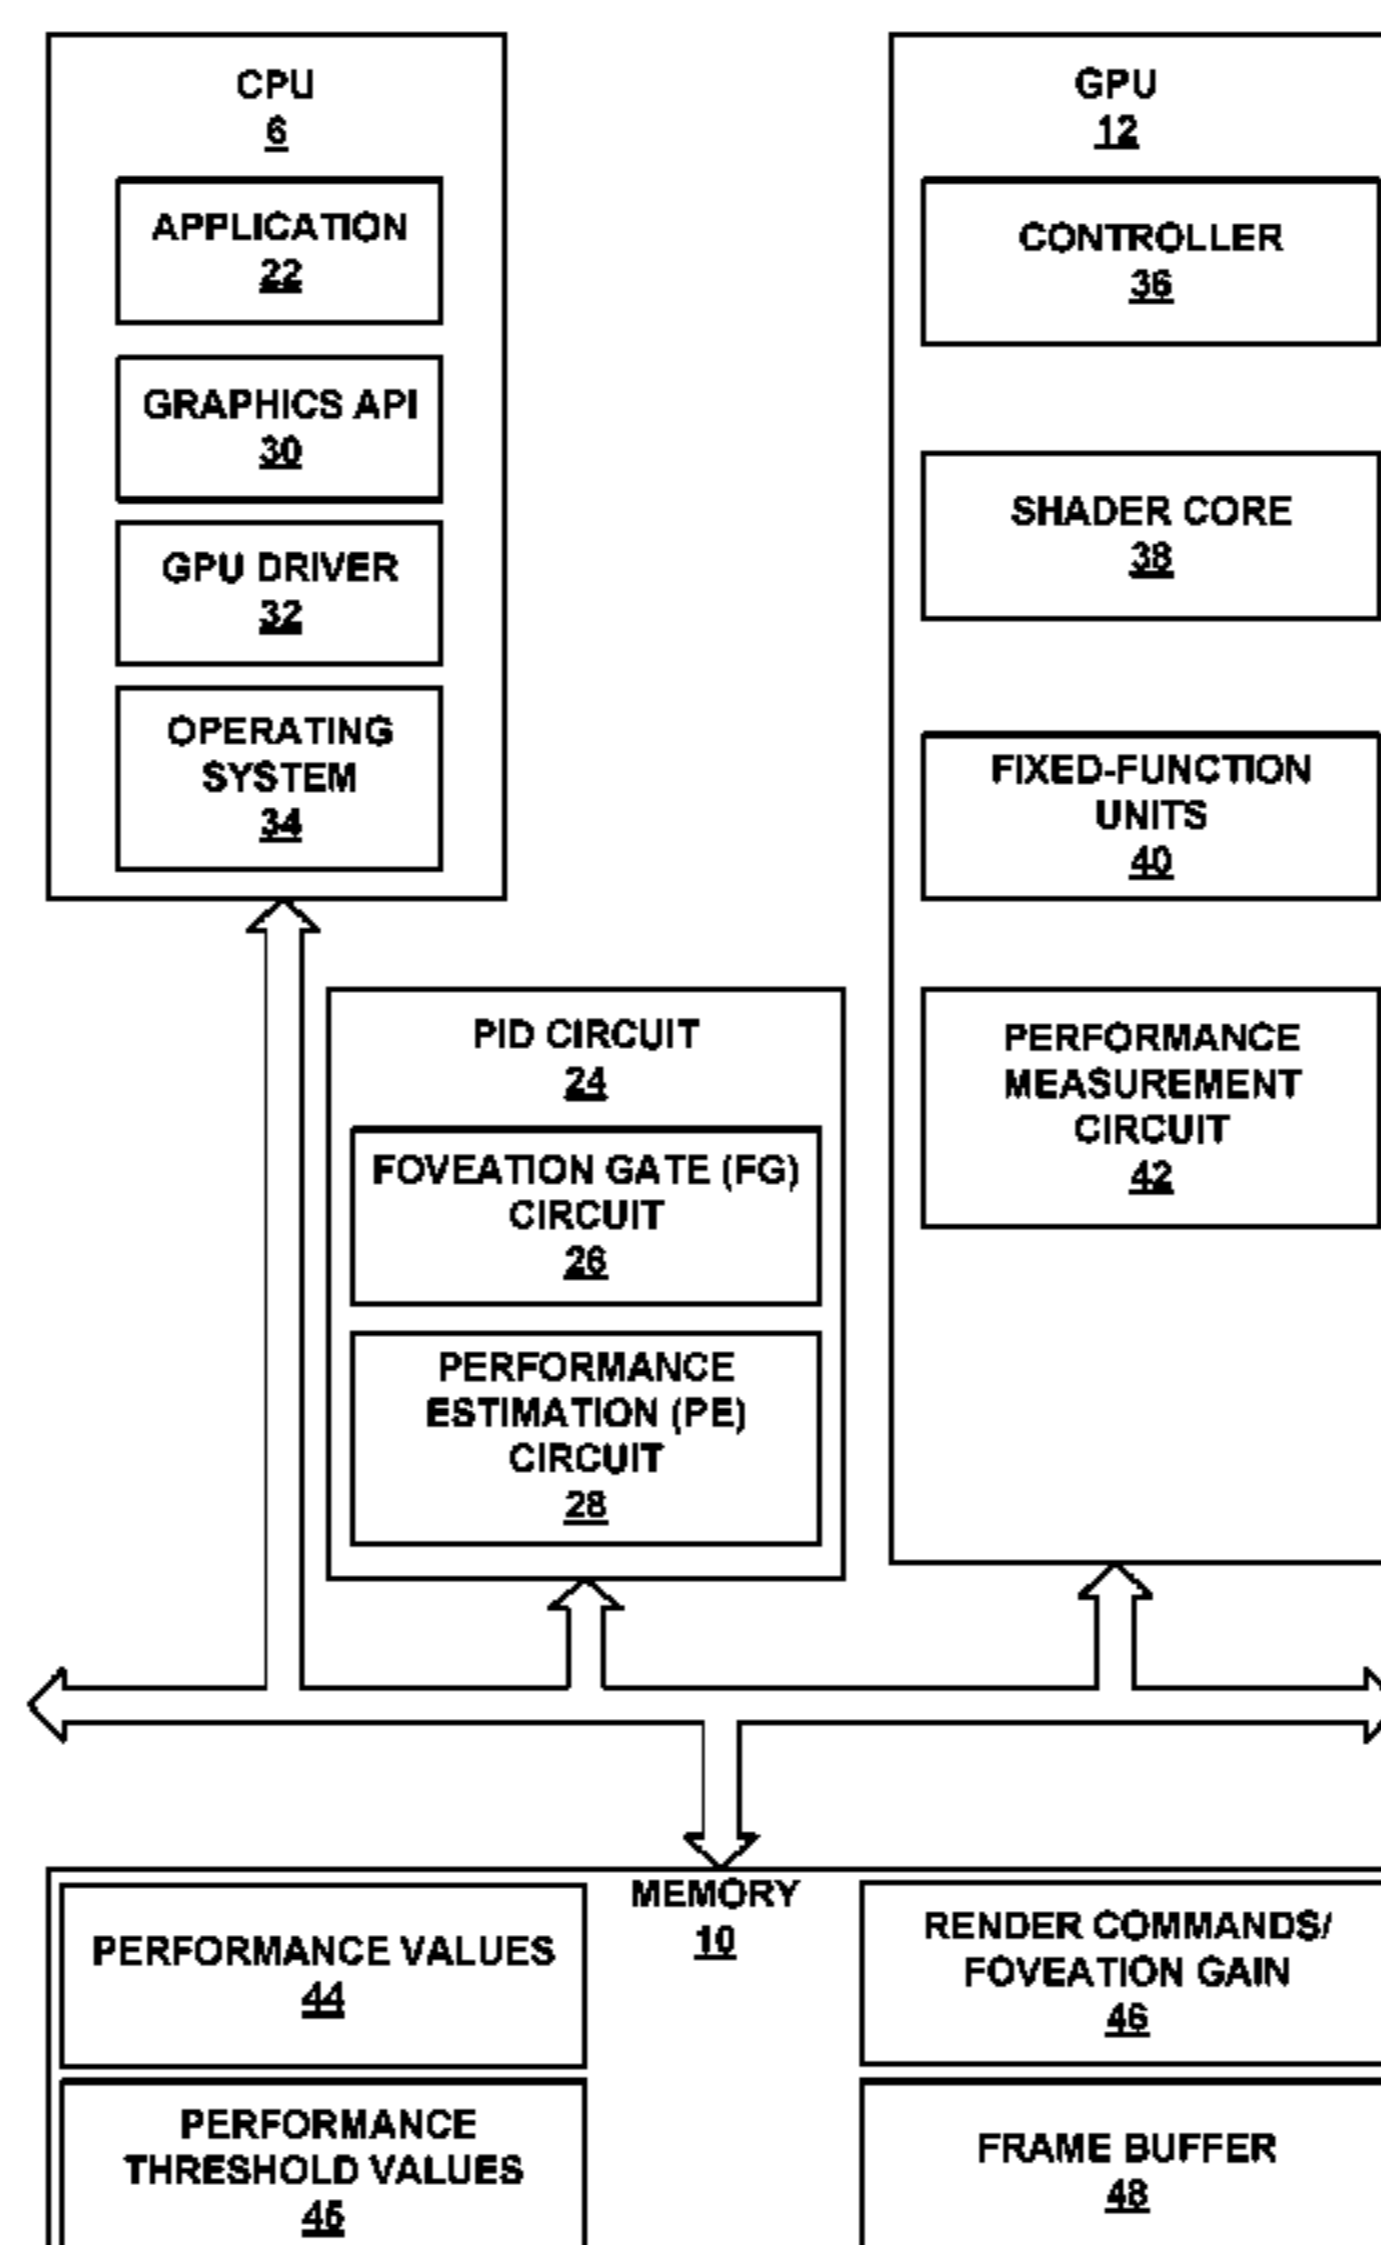 CPU
6
APPLICATION
22
GRAPHICS API
30
GPU DRIVER
32
OPERATING
SYSTEM
34
GPU
12
CONTROLLER
36
SHADER CORE
38
FIXED-FUNCTION
UNITS
40
PERFORMANCE
MEASUREMENT
CIRCUIT
42
PID CIRCUIT
24
FOVEATION GATE (FG)
CIRCUIT
26
PERFORMANCE
ESTIMATION (PE)
CIRCUIT
28
MEMORY
10
PERFORMANCE VALUES
44
PERFORMANCE
THRESHOLD VALUES
45
RENDER COMMANDS/
FOVEATION GAIN
46
FRAME BUFFER
48